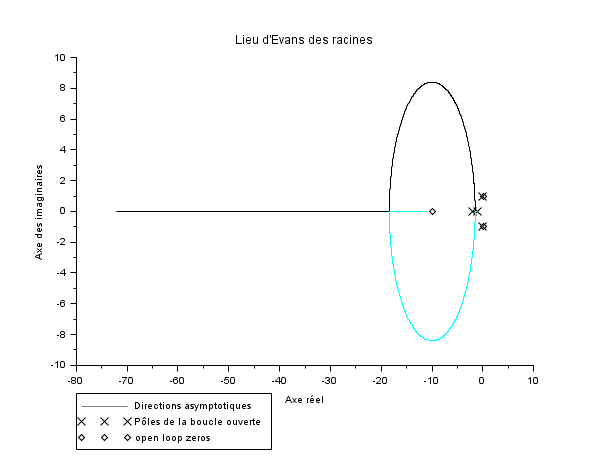 Lieu d'Evans des racines
10
8
6
4
2
0
-2
-4
-6
-8
-10
Axe des imaginaires
-80 -70 -60 -50 -40 -30 -20 -10 0 10
Axe réel
Directions asymptotiques
Pôles de la boucle ouverte
open loop zeros